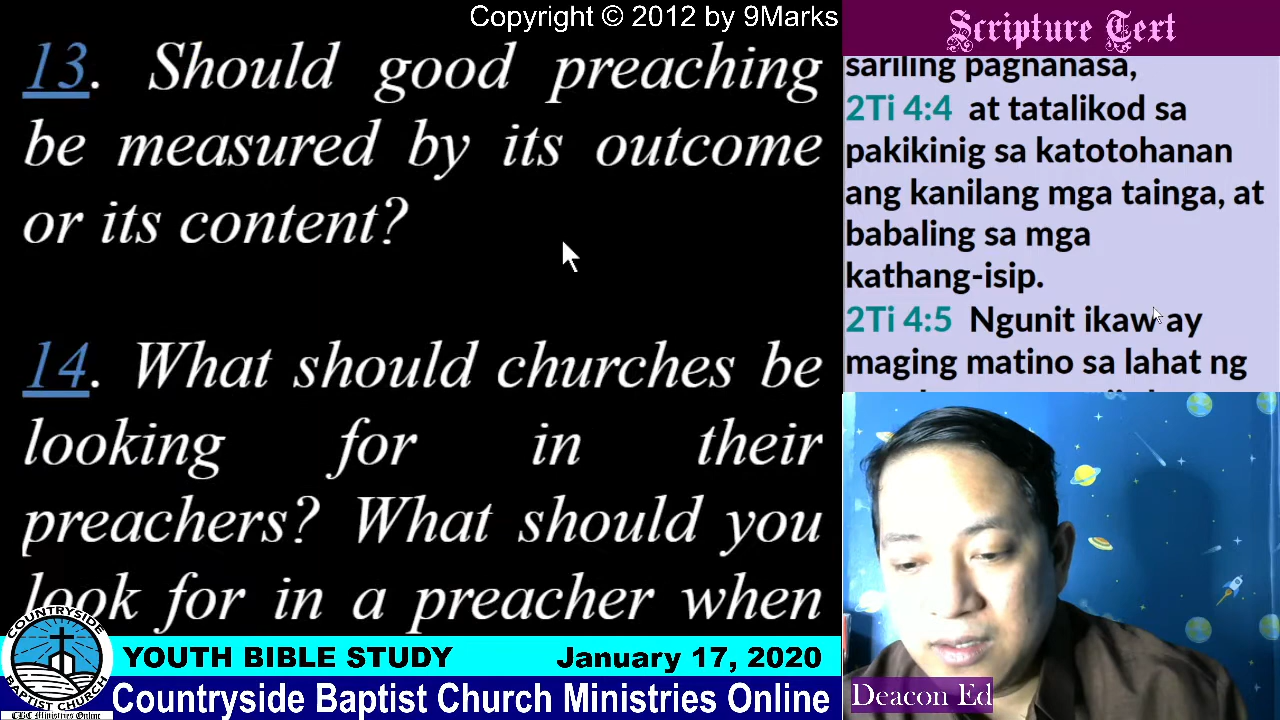 Copyright © 2012 by 9Marks
13. Should good preaching
be measured by its outcome
or its content?
14. What should churches be
looking for in their
preachers? What should you
look for in a preacher when
Scripture Text
sariling pagnanasa,
2Ti 4:4 at tatalikod sa
pakikinig sa katotohanan
ang kanilang mga tainga, at
babaling sa mga
kathang-isip.
2Ti 4:5 Ngunit ikaw ay
maging matino sa lahat ng
Deacon Ed
COUNTRYSIDE
BAPTIST CHURCH
CBC Ministries Online
YOUTH BIBLE STUDY January 17, 2020
Countryside Baptist Church Ministries Online